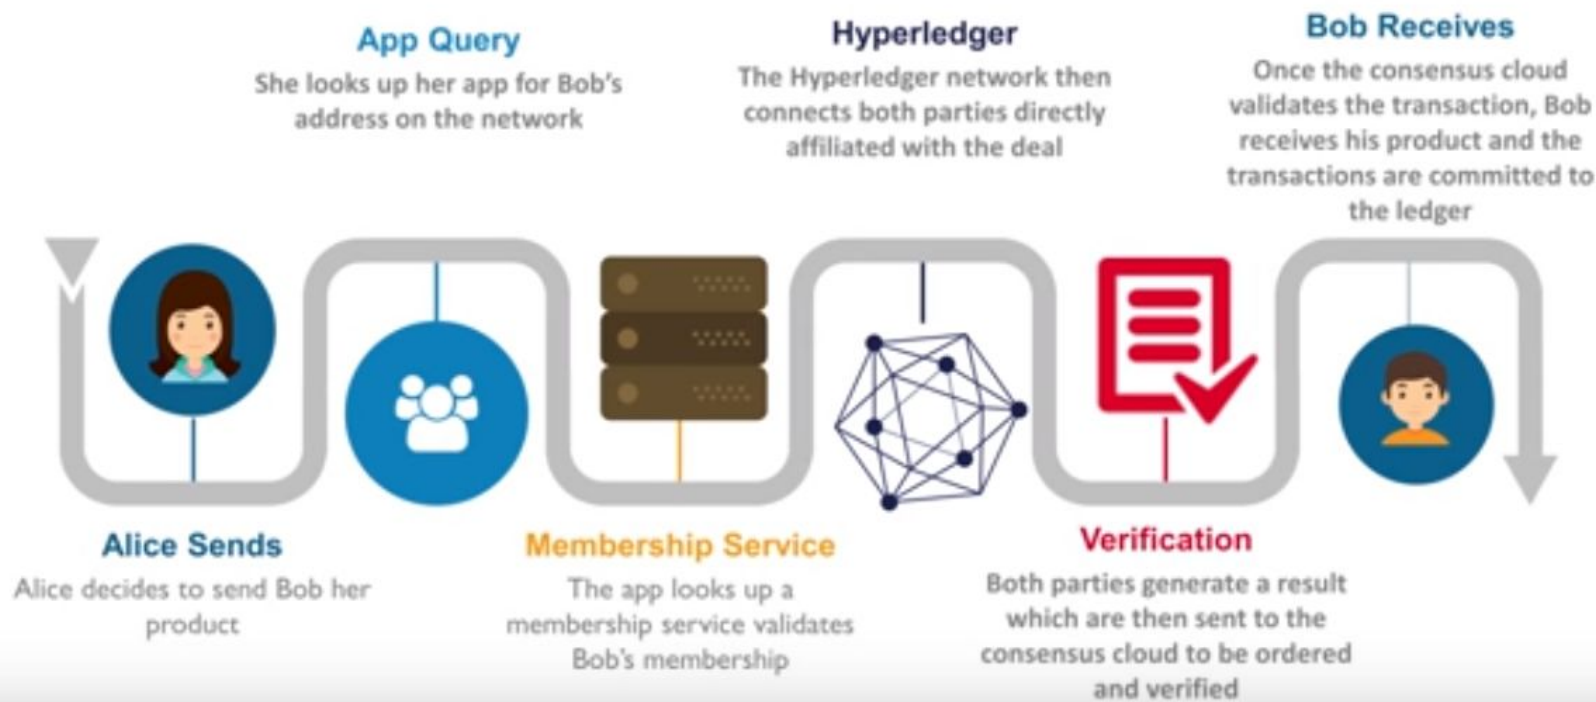 Alice Sends
Alice decides to send Bob her
product
App Query
She looks up her app for Bob's
address on the network
Membership Service
The app looks up a
membership service validates
Bob's membership
Hyperledger
The Hyperledger network then
connects both parties directly
affiliated with the deal
Verification
Both parties generate a result
which are then sent to the
consensus cloud to be ordered
and verified
Bob Receives
Once the consensus cloud
validates the transaction, Bob
receives his product and the
transactions are committed to
the ledger